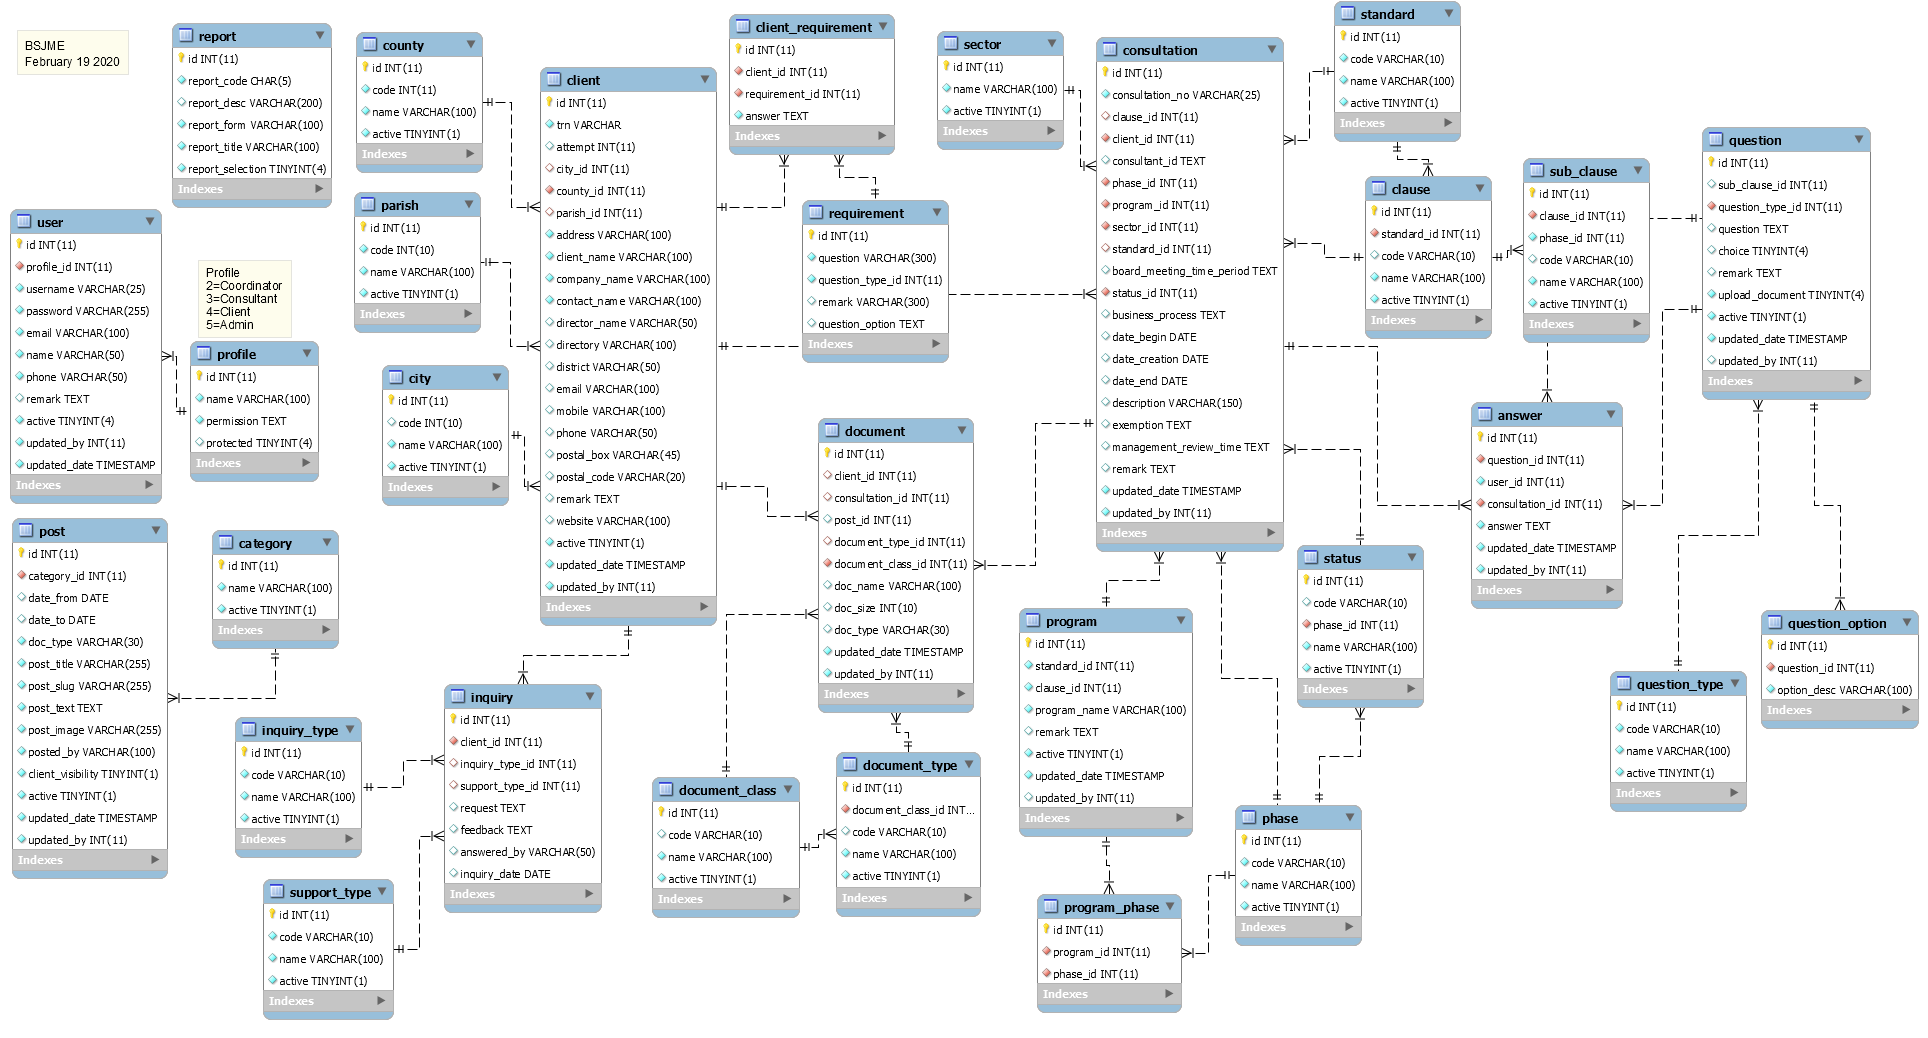 BSJME
February 19 2020
report
id INT(11)
report_code CHAR(5)
report_desc VARCHAR(200)
report_form VARCHAR(100)
report_title VARCHAR(100)
report_selection TINYINT(4)
Indexes
county
id INT(11)
code INT(11)
name VARCHAR(100)
active TINYINT(1)
Indexes
client
id INT(11)
trn VARCHAR
attempt INT(11)
city_id INT(11)
county_id INT(11)
parish_id INT(11)
address VARCHAR(100)
client_name VARCHAR(100)
company_name VARCHAR(100)
contact_name VARCHAR(100)
director_name VARCHAR(50)
directory VARCHAR(100)
district VARCHAR(50)
email VARCHAR(100)
mobile VARCHAR(100)
phone VARCHAR(50)
postal_box VARCHAR(45)
postal_code VARCHAR(20)
remark TEXT
website VARCHAR(100)
active TINYINT(1)
updated_date TIMESTAMP
updated_by INT(11)
Indexes
client_requirement
id INT(11)
client_id INT(11)
requirement_id INT(11)
answer TEXT
Indexes
sector
id INT(11)
name VARCHAR(100)
active TINYINT(1)
Indexes
consultation
id INT(11)
consultation_no VARCHAR(25)
clause_id INT(11)
client_id INT(11)
consultant_id TEXT
phase_id INT(11)
program_id INT(11)
sector_id INT(11)
standard_id INT(11)
board_meeting_time_period TEXT
status_id INT(11)
business_process TEXT
date_begin DATE
date_creation DATE
date_end DATE
description VARCHAR(150)
exemption TEXT
management_review_time TEXT
remark TEXT
updated_date TIMESTAMP
updated_by INT(11)
Indexes
standard
id INT(11)
code VARCHAR(10)
name VARCHAR(100)
active TINYINT(1)
Indexes
clause
id INT(11)
standard_id INT(11)
code VARCHAR(10)
name VARCHAR(100)
active TINYINT(1)
Indexes
sub_clause
id INT(11)
clause_id INT(11)
phase_id INT(11)
code VARCHAR(10)
name VARCHAR(100)
active TINYINT(1)
Indexes
question
id INT(11)
sub_clause_id INT(11)
question_type_id INT(11)
question TEXT
choice TINYINT(4)
remark TEXT
upload_document TINYINT(4)
active TINYINT(1)
updated_date TIMESTAMP
updated_by INT(11)
Indexes
user
id INT(11)
profile_id INT(11)
username VARCHAR(25)
password VARCHAR(255)
email VARCHAR(100)
name VARCHAR(50)
phone VARCHAR(50)
remark TEXT
active TINYINT(4)
updated_by INT(11)
updated_date TIMESTAMP
Indexes
Profile
2=Coordinator
3=Consultant
4=Client
5=Admin
profile
id INT(11)
name VARCHAR(100)
permission TEXT
protected TINYINT(4)
Indexes
parish
id INT(11)
code INT(10)
name VARCHAR(100)
active TINYINT(1)
Indexes
city
id INT(11)
code INT(10)
name VARCHAR(100)
active TINYINT(1)
Indexes
requirement
id INT(11)
question VARCHAR(300)
question_type_id INT(11)
remark VARCHAR(300)
question_option TEXT
Indexes
document
id INT(11)
client_id INT(11)
consultation_id INT(11)
post_id INT(11)
document_type_id INT(11)
document_class_id INT(11)
doc_name VARCHAR(100)
doc_size INT(10)
doc_type VARCHAR(30)
updated_date TIMESTAMP
updated_by INT(11)
Indexes
answer
id INT(11)
question_id INT(11)
user_id INT(11)
consultation_id INT(11)
answer TEXT
updated_date TIMESTAMP
updated_by INT(11)
Indexes
post
id INT(11)
category_id INT(11)
date_from DATE
date_to DATE
doc_type VARCHAR(30)
post_title VARCHAR(255)
post_slug VARCHAR(255)
post_text TEXT
post_image VARCHAR(255)
posted_by VARCHAR(100)
client_visibility TINYINT(1)
active TINYINT(1)
updated_date TIMESTAMP
updated_by INT(11)
Indexes
category
id INT(11)
name VARCHAR(100)
active TINYINT(1)
Indexes
inquiry_type
id INT(11)
code VARCHAR(10)
name VARCHAR(100)
active TINYINT(1)
Indexes
support_type
id INT(11)
code VARCHAR(10)
name VARCHAR(100)
active TINYINT(1)
Indexes
inquiry
id INT(11)
client_id INT(11)
inquiry_type_id INT(11)
support_type_id INT(11)
request TEXT
feedback TEXT
answered_by VARCHAR(50)
inquiry_date DATE
Indexes
document_class
id INT(11)
code VARCHAR(10)
name VARCHAR(100)
active TINYINT(1)
Indexes
document_type
id INT(11)
document_class_id INT...
code VARCHAR(10)
name VARCHAR(100)
active TINYINT(1)
Indexes
program
id INT(11)
standard_id INT(11)
clause_id INT(11)
program_name VARCHAR(100)
remark TEXT
active TINYINT(1)
updated_date TIMESTAMP
updated_by INT(11)
Indexes
program_phase
id INT(11)
program_id INT(11)
phase_id INT(11)
Indexes
status
id INT(11)
code VARCHAR(10)
phase_id INT(11)
name VARCHAR(100)
active TINYINT(1)
Indexes
phase
id INT(11)
code VARCHAR(10)
name VARCHAR(100)
active TINYINT(1)
Indexes
question_type
id INT(11)
code VARCHAR(10)
name VARCHAR(100)
active TINYINT(1)
Indexes
question_option
id INT(11)
question_id INT(11)
option_desc VARCHAR(100)
Indexes